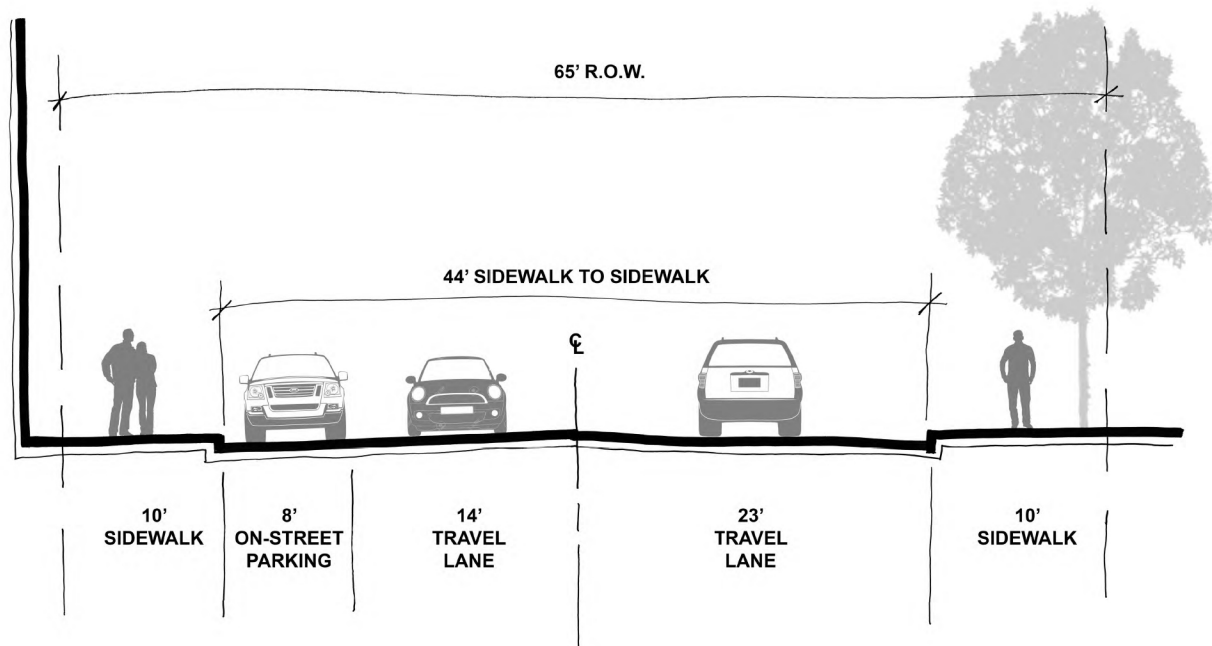 65’ R.O.W.
44’ SIDEWALK TO SIDEWALK
℄
10’
SIDEWALK
8’
ON-STREET
PARKING
14’
TRAVEL
LANE
23’
TRAVEL
LANE
10’
SIDEWALK